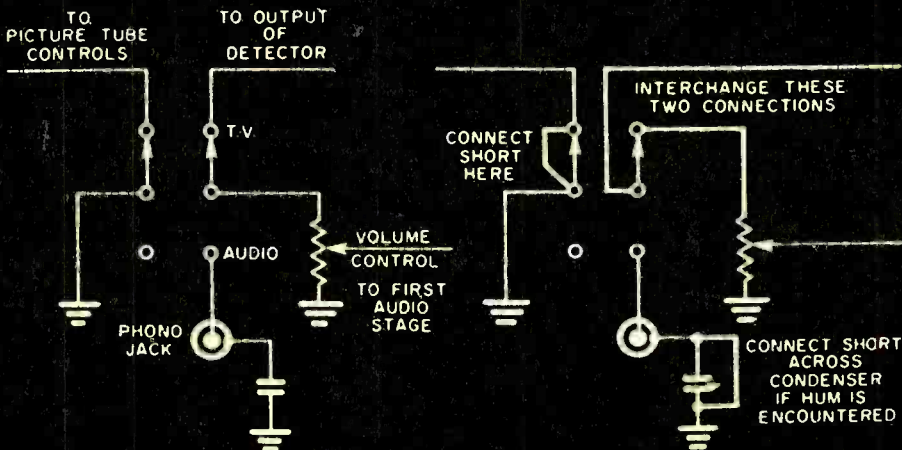 TO
PICTURE TUBE
CONTROLS
TO OUTPUT
OF
DETECTOR
T.V.
AUDIO
VOLUME
CONTROL
TO FIRST
AUDIO
STAGE
PHONO
JACK
INTERCHANGE THESE
TWO CONNECTIONS
CONNECT
SHORT
HERE
CONNECT SHORT
ACROSS
CONDENSER
IF HUM IS
ENCOUNTERED